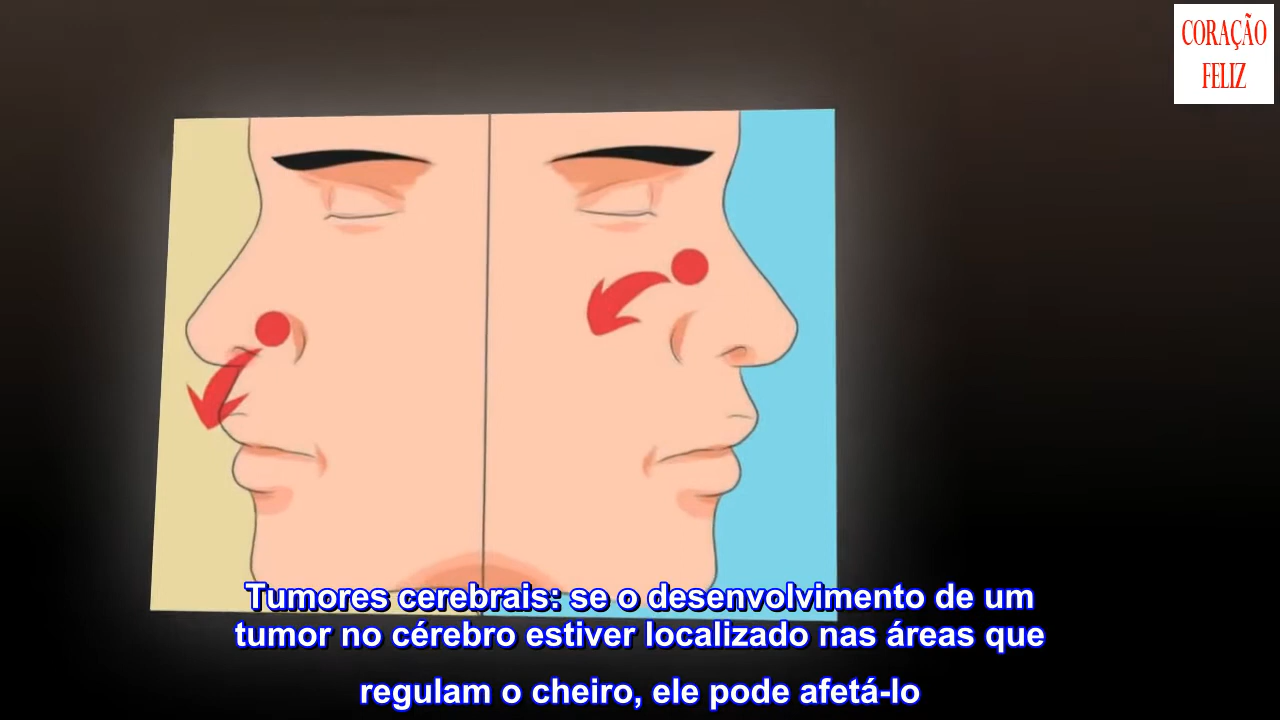 CORAÇÃO
FELIZ
Tumores cerebrais: se o desenvolvimento de um
tumor no cérebro estiver localizado nas áreas que
regulam o cheiro, ele pode afetá-lo